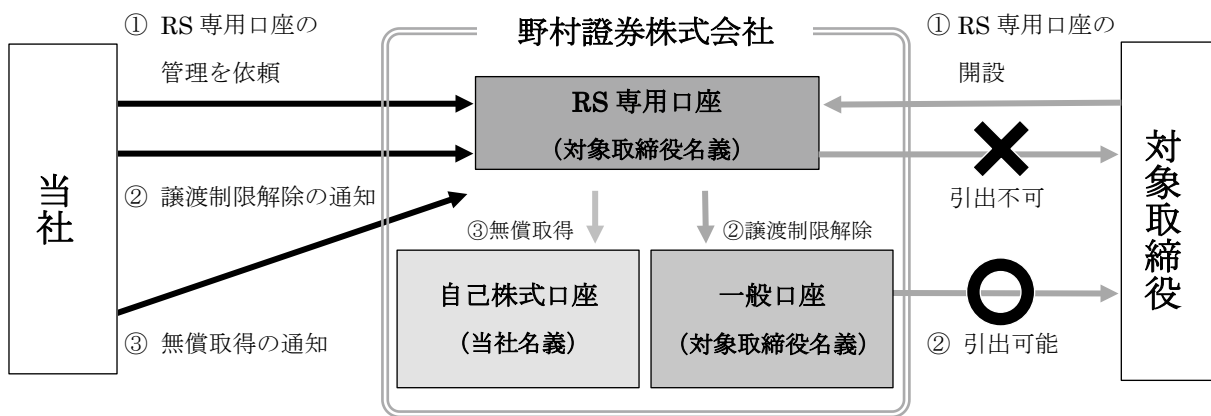 ① RS 専用口座の
管理を依頼
野村證券株式会社
① RS 専用口座の
開設
RS 専用口座
(対象取締役名義)
当社
対象取締役
② 譲渡制限解除の通知
引出不可
③無償取得
②譲渡制限解除
自己株式口座
(当社名義)
一般口座
(対象取締役名義)
③ 無償取得の通知
② 引出可能